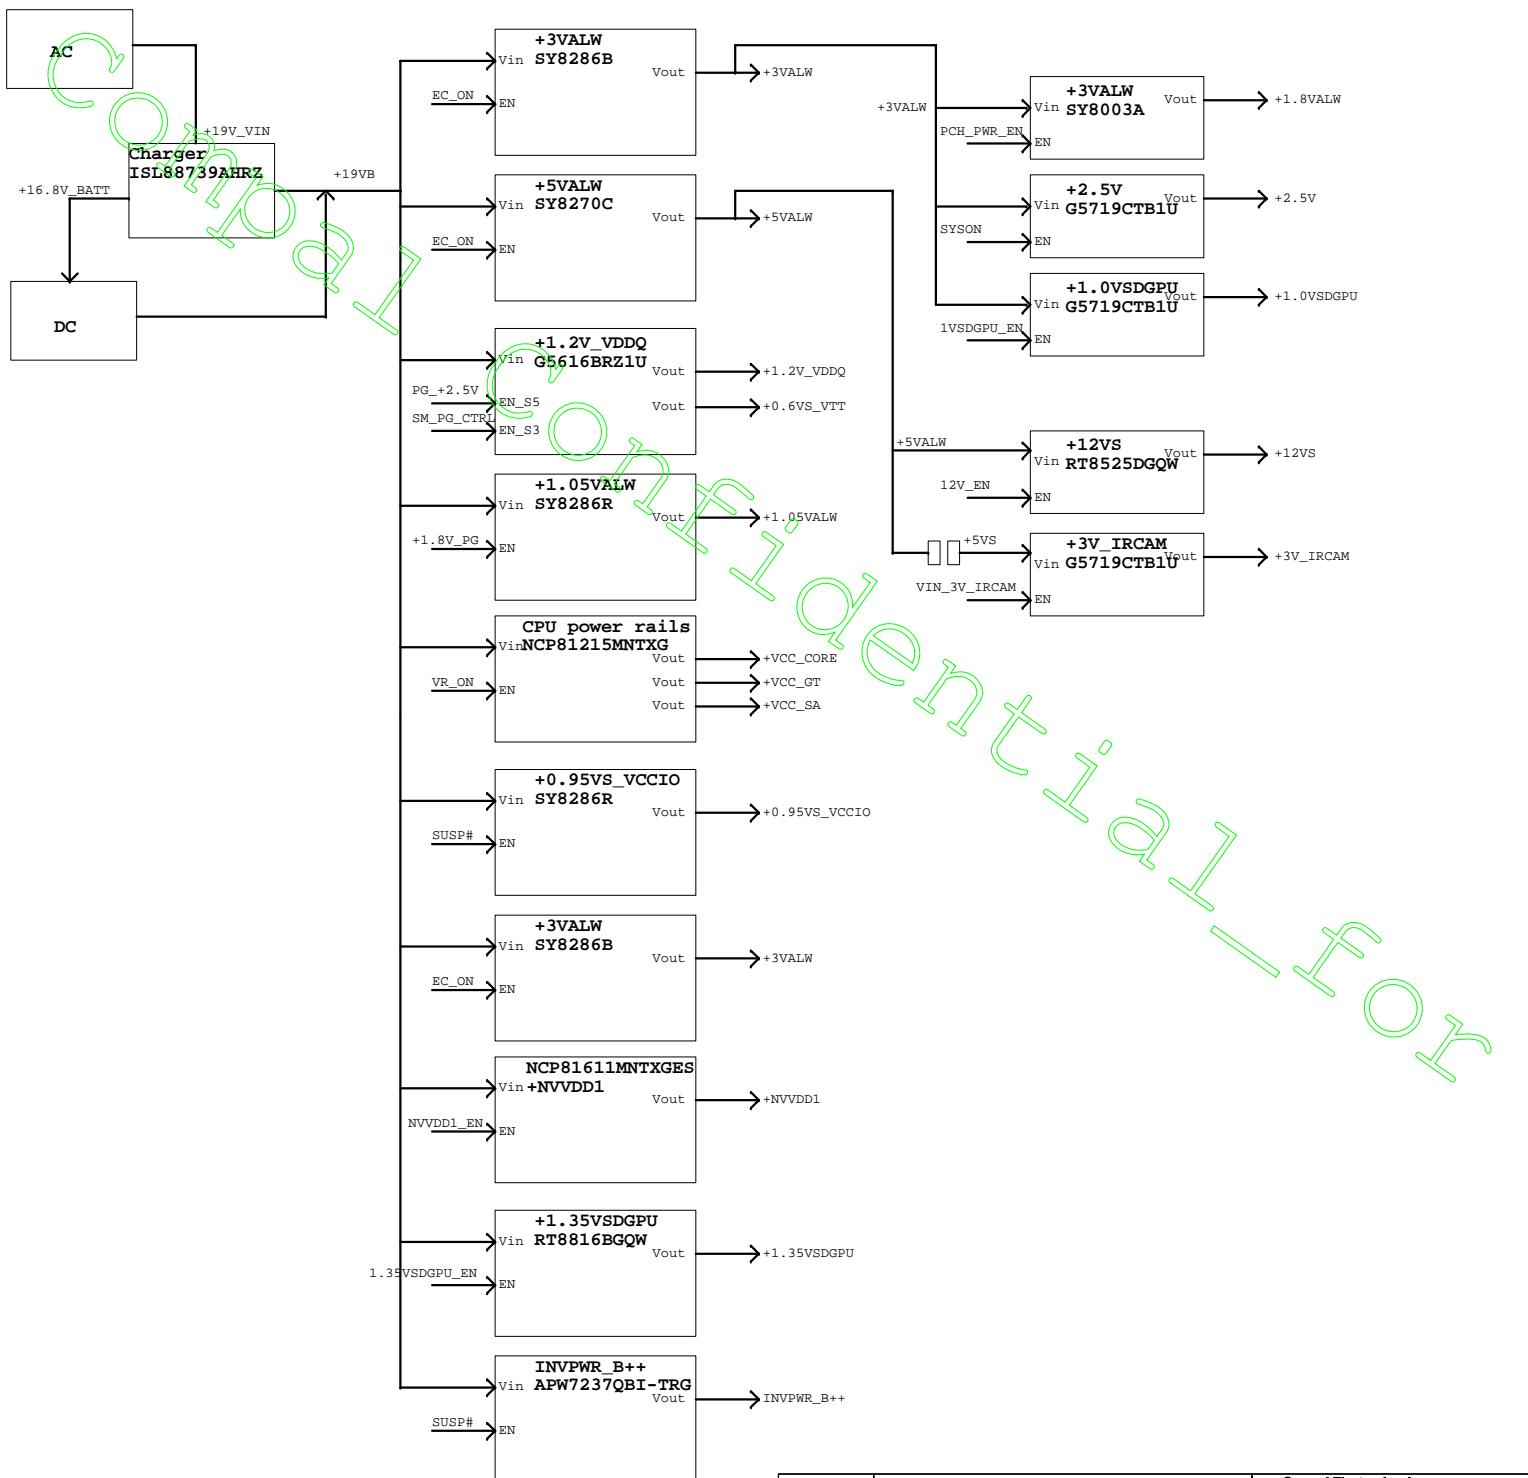 AC
+19V_VIN
Charger
ISL88739AHRZ
+16.8V_BATT
+19VB
DC
+3VALW
SY8286B
Vin
Vout
+3VALW
EC_ON
EN
+5VALW
SY8270C
Vin
Vout
+5VALW
EC_ON
EN
+1.2V_VDDQ
G5616BRZ1U
Vin
Vout
+1.2V_VDDQ
PG_+2.5V
EN_S5
Vout
+0.6VS_VTT
SM_PG_CTRL
EN_S3
+1.05VALW
SY8286R
Vin
Vout
+1.05VALW
+1.8V_PG
EN
CPU power rails
NCP81215MNTXG
Vin
Vout
+VCC_CORE
VR_ON
EN
Vout
+VCC_GT
Vout
+VCC_SA
+0.95VS_VCCIO
SY8286R
Vin
Vout
+0.95VS_VCCIO
SUSP#
EN
+3VALW
SY8286B
Vin
Vout
+3VALW
EC_ON
EN
NCP81611MNTXGES
+NVVDD1
Vin
Vout
+NVVDD1
NVVDD1_EN
EN
+1.35VSDGPU
RT8816BGQW
Vin
Vout
+1.35VSDGPU
1.35VSDGPU_EN
EN
INVPWR_B++
APW7237QBI-TRG
Vin
Vout
INVPWR_B++
SUSP#
EN
+3VALW
+3VALW
SY8003A
Vin
Vout
+1.8VALW
PCH_PWR_EN
EN
+2.5V
G5719CTB1U
Vin
Vout
+2.5V
SYSON
EN
+1.0VSDGPU
G5719CTB1U
Vin
Vout
+1.0VSDGPU
1VSDGPU_EN
EN
+5VALW
+12VS
RT8525DGQW
Vin
Vout
+12VS
12V_EN
EN
+5VS
+3V_IRCAM
G5719CTB1U
Vin
Vout
+3V_IRCAM
VIN_3V_IRCAM
EN
Compal Confidential_for